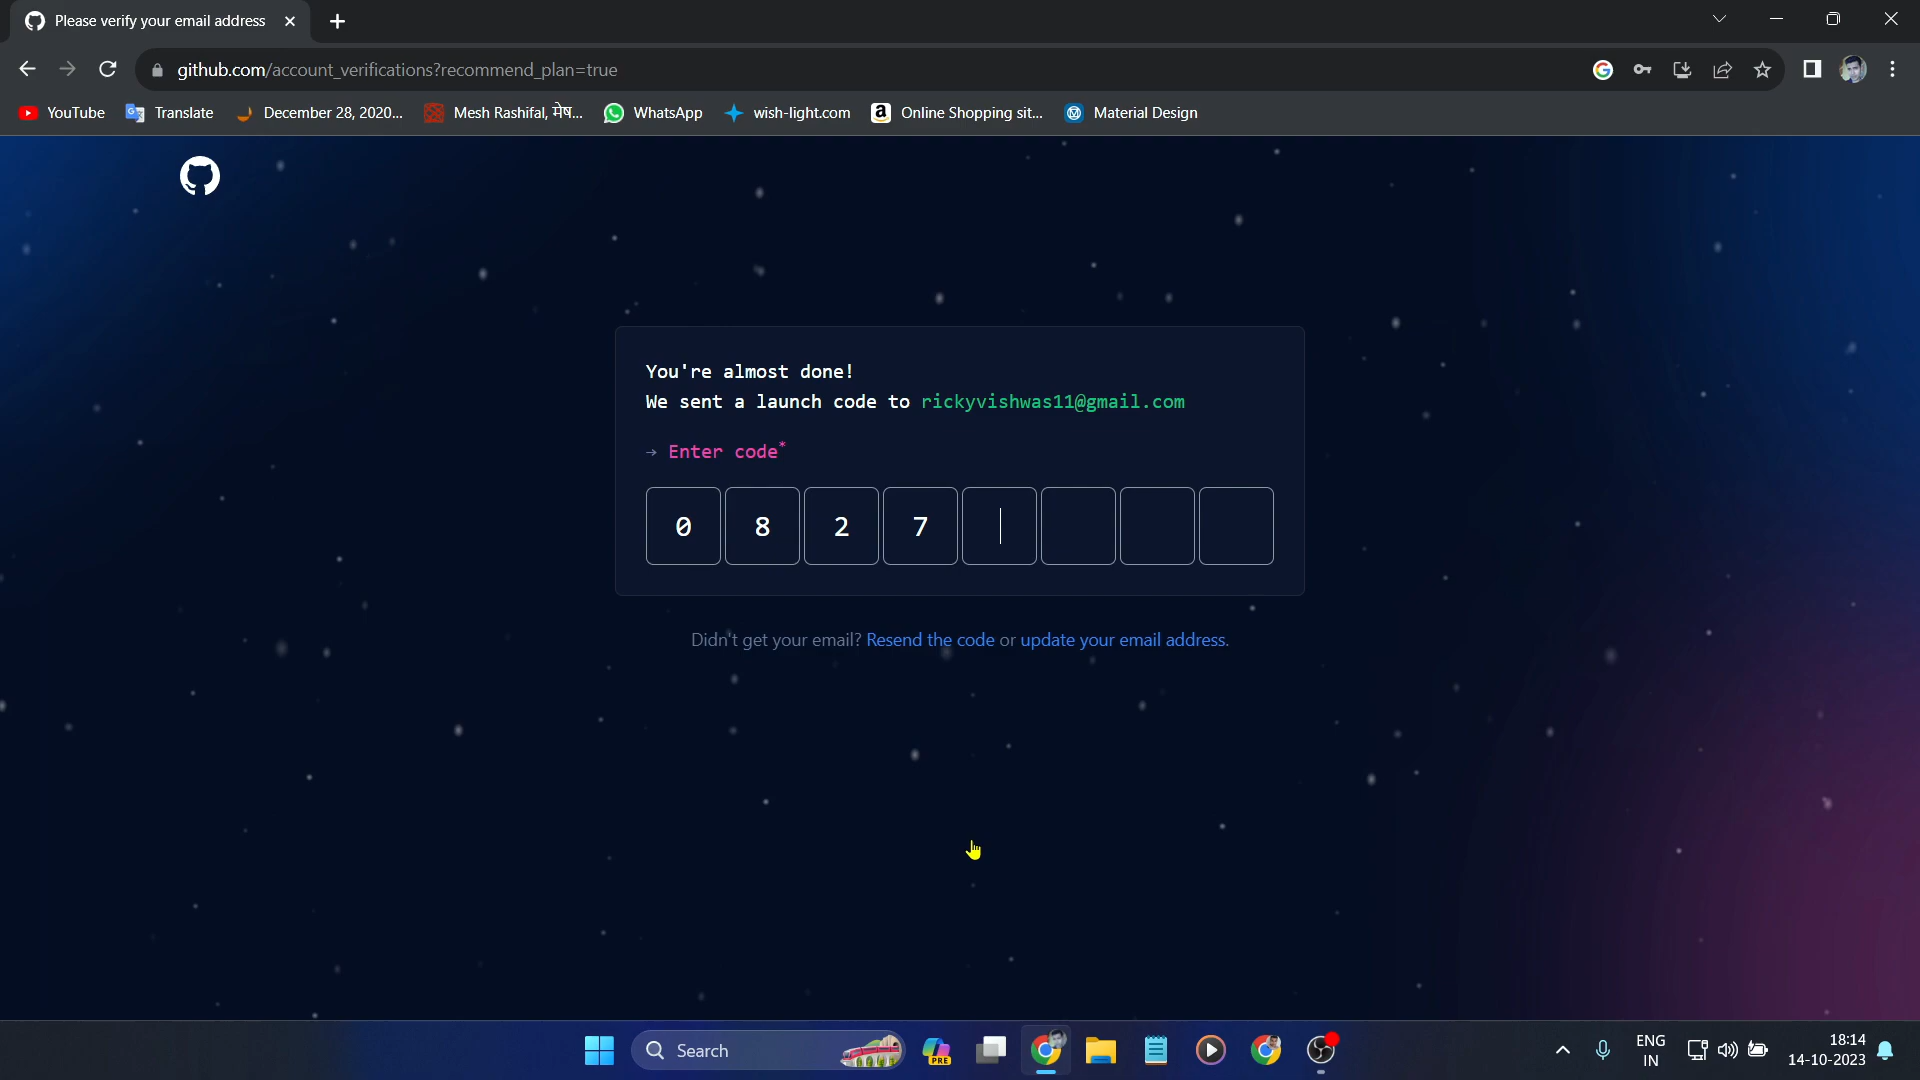 Please verify your email address
github.com/account_verifications?recommend_plan=true
YouTube
Translate
December 28, 2020...
Mesh Rashifal, मेष...
WhatsApp
wish-light.com
Online Shopping sit...
Material Design
You're almost done!
We sent a launch code to rickyvishwas11@gmail.com
→ Enter code*
0 8 2 7
Didn't get your email? Resend the code or update your email address.
Search
PRE
ENG
IN
18:14
14-10-2023